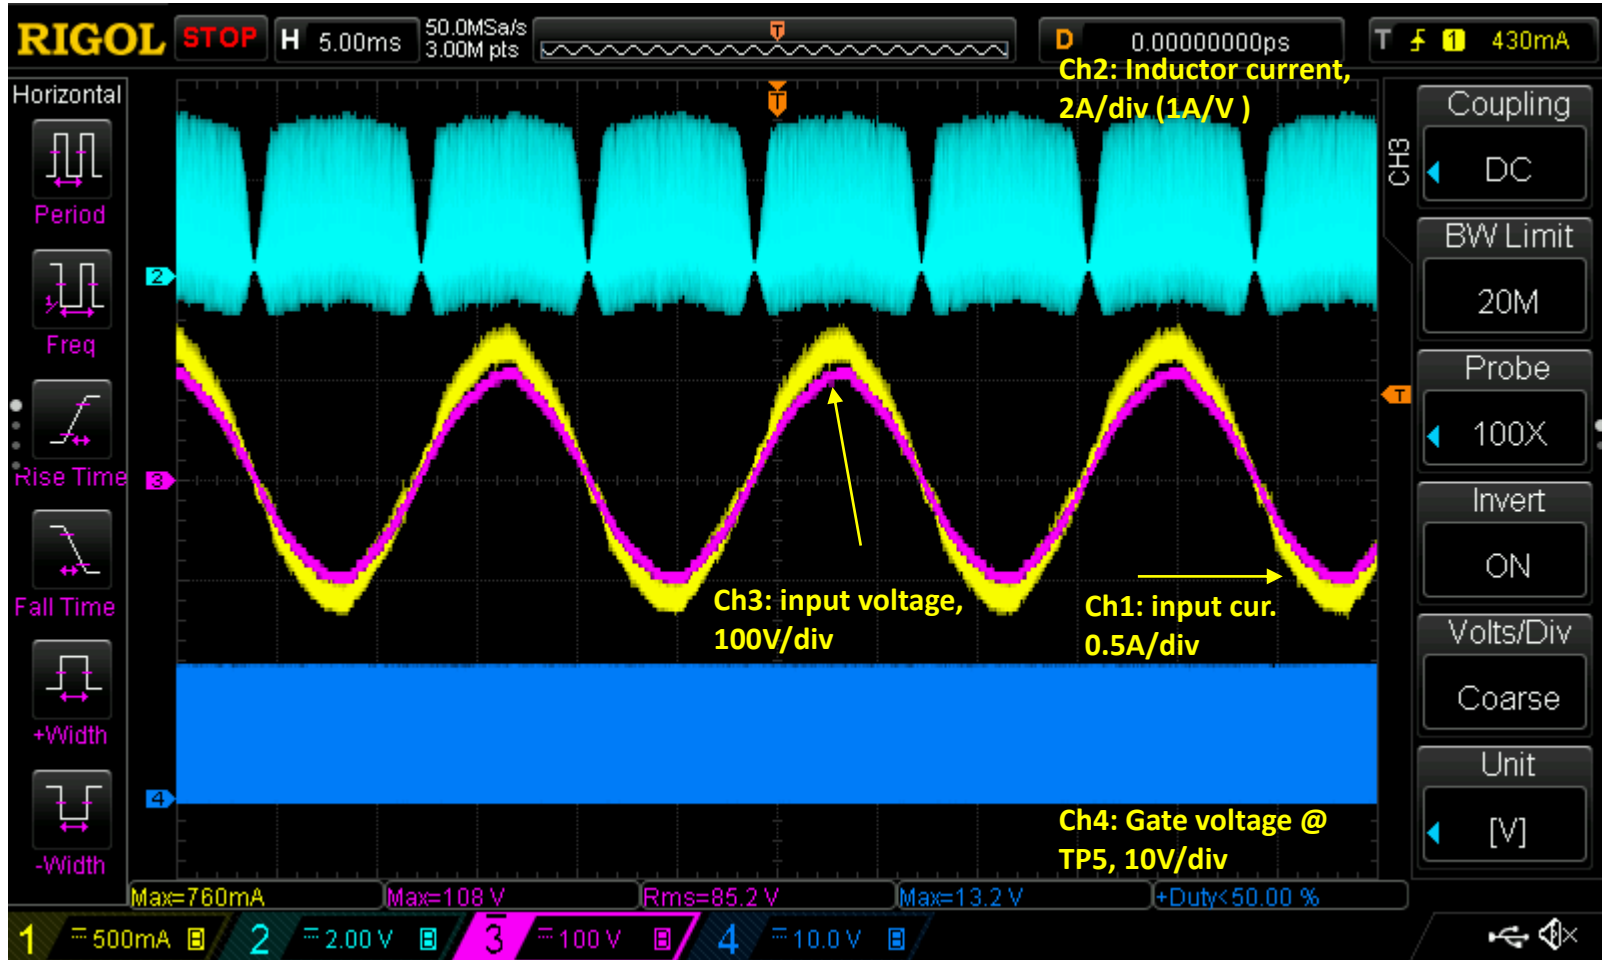 RIGOL STOP H 5.00ms 50.0MSa/s
3.00M pts
T
D 0.00000000ps T 1 430mA
Horizontal
Period
Freq
Rise Time
Fall Time
+Width
-Width
T
Ch2: Inductor current,
2A/div (1A/V )
2
3
T
Ch3: input voltage,
100V/div
Ch1: input cur.
0.5A/div
4
Ch4: Gate voltage @
TP5, 10V/div
CH3
Coupling
DC
BW Limit
20M
Probe
100X
Invert
ON
Volts/Div
Coarse
Unit
[V]
Max=760mA Max=108 V Rms=85.2 V Max=13.2 V +Duty<50.00 %
1 500mA B 2 2.00 V B 3 100 V B 4 10.0 V B